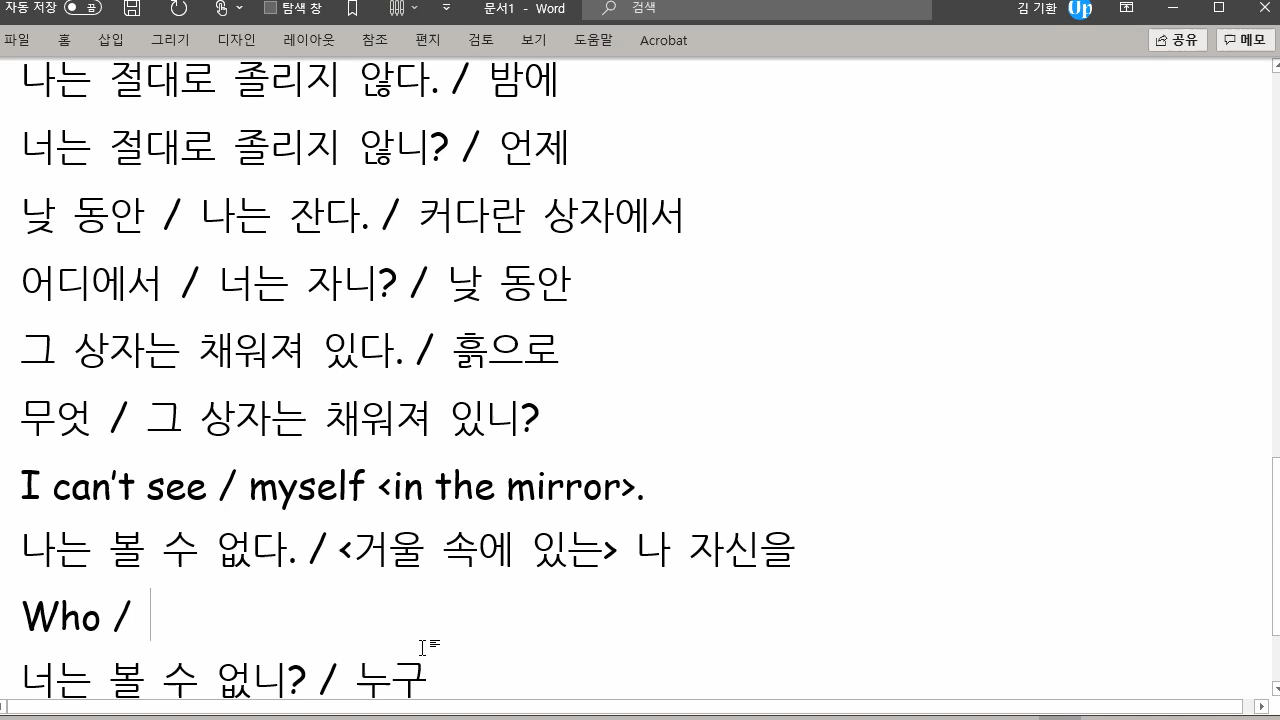 자동 저장 끔 탐색 창 문서1 - Word 검색 김 기환 Up
파일 홈 삽입 그리기 디자인 레이아웃 참조 편지 검토 보기 도움말 Acrobat 공유 메모
나는 절대로 졸리지 않다. / 밤에
너는 절대로 졸리지 않니? / 언제
낮 동안 / 나는 잔다. / 커다란 상자에서
어디에서 / 너는 자니? / 낮 동안
그 상자는 채워져 있다. / 흙으로
무엇 / 그 상자는 채워져 있니?
I can't see / myself <in the mirror>.
나는 볼 수 없다. / <거울 속에 있는> 나 자신을
Who /
너는 볼 수 없니? / 누구